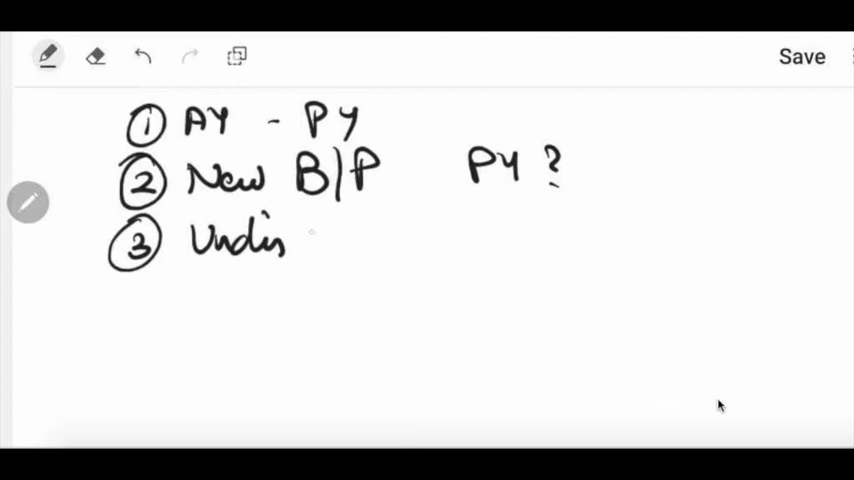 Save
① AY - PY
② New B/P PY ?
③ Undis